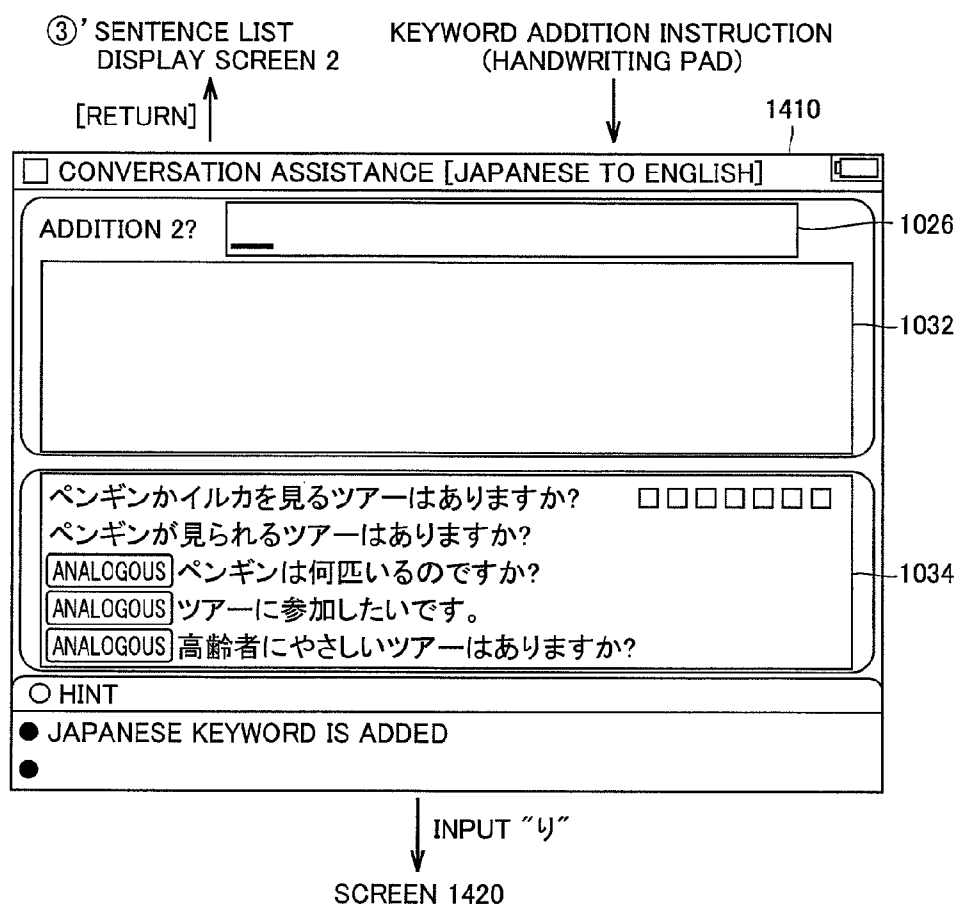 ③' SENTENCE LIST
DISPLAY SCREEN 2
KEYWORD ADDITION INSTRUCTION
(HANDWRITING PAD)
[RETURN]
1410
CONVERSATION ASSISTANCE [JAPANESE TO ENGLISH]
ADDITION 2?
1026
1032
ペンギンかイルカを見るツアーはありますか? □□□□□□□
ペンギンが見られるツアーはありますか?
ANALOGOUS ペンギンは何匹いるのですか?
ANALOGOUS ツアーに参加したいです。
ANALOGOUS 高齢者にやさしいツアーはありますか?
1034
○ HINT
● JAPANESE KEYWORD IS ADDED
●
INPUT "り"
SCREEN 1420